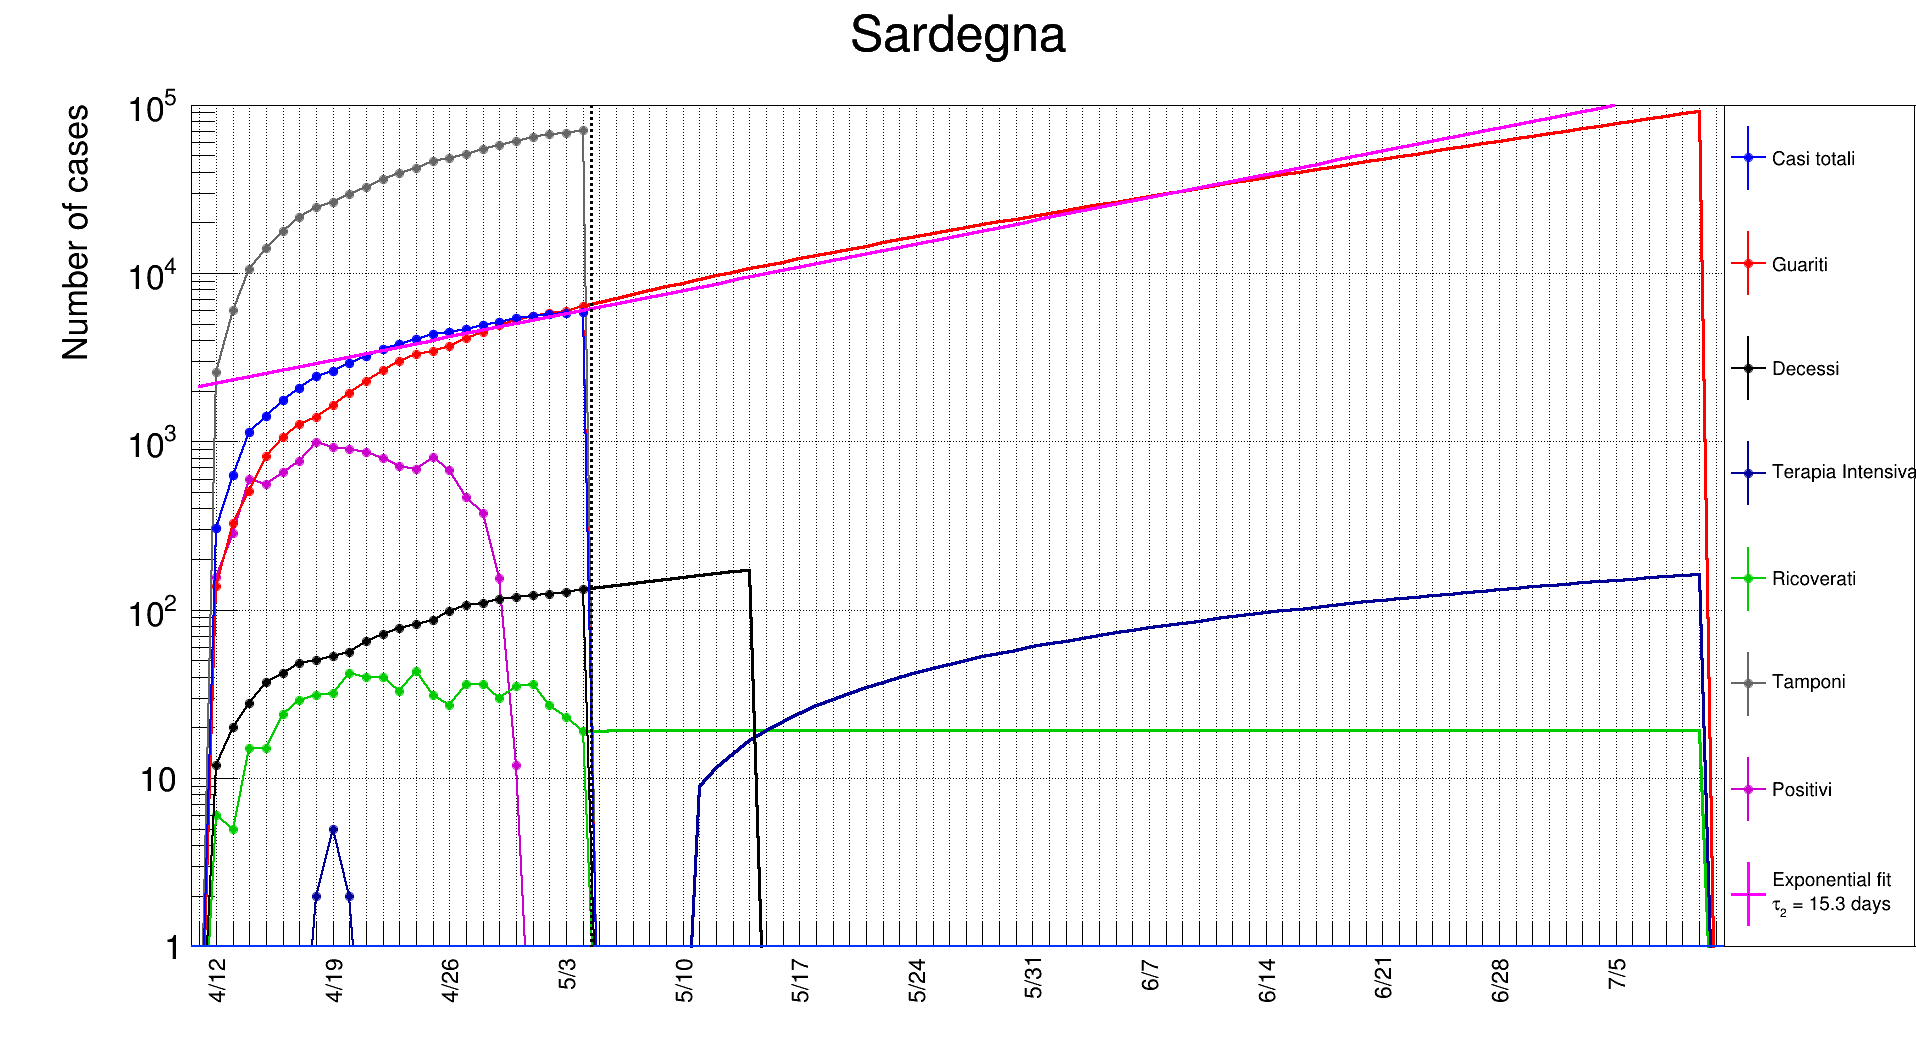 Sardegna
Number of cases
10^5
10^4
10^3
10^2
10
1
4/12
4/19
4/26
5/3
5/10
5/17
5/24
5/31
6/7
6/14
6/21
6/28
7/5
Casi totali
Guariti
Decessi
Terapia Intensiva
Ricoverati
Tamponi
Positivi
Exponential fit
τ_2 = 15.3 days